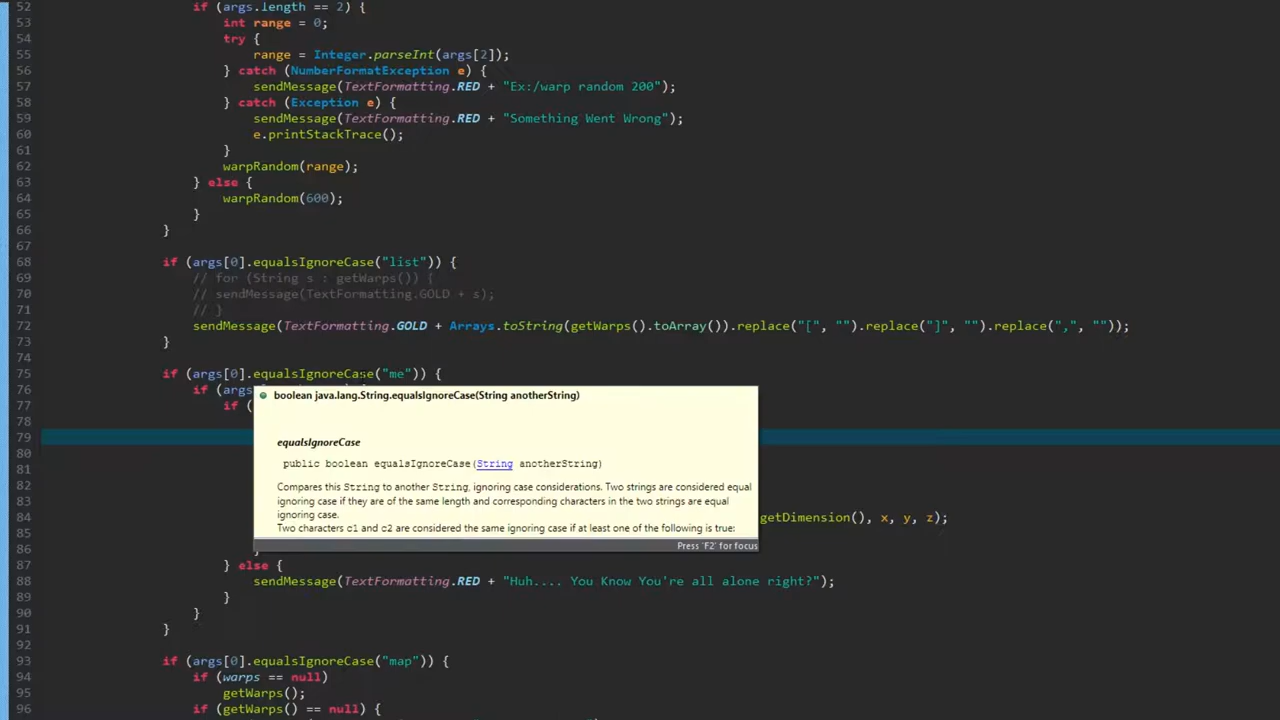 52 if (args.length == 2) {
53 int range = 0;
54 try {
55 range = Integer.parseInt(args[2]);
56 } catch (NumberFormatException e) {
57 sendMessage(TextFormatting.RED + "Ex:/warp random 200");
58 } catch (Exception e) {
59 sendMessage(TextFormatting.RED + "Something Went Wrong");
60 e.printStackTrace();
61 }
62 warpRandom(range);
63 } else {
64 warpRandom(600);
65 }
66 }
67
68 if (args[0].equalsIgnoreCase("list")) {
69 // for (String s : getWarps()) {
70 // sendMessage(TextFormatting.GOLD + s);
71 // }
72 sendMessage(TextFormatting.GOLD + Arrays.toString(getWarps().toArray()).replace("[", "").replace("]", "").replace(",", ""));
73 }
74
75 if (args[0].equalsIgnoreCase("me")) {
76 if (args
77 if (
boolean java.lang.String.equalsIgnoreCase(String anotherString)
78
79
equalsIgnoreCase
80
public boolean equalsIgnoreCase(String anotherString)
81
82
Compares this String to another String, ignoring case considerations. Two strings are considered equal
83
ignoring case if they are of the same length and corresponding characters in the two strings are equal
ignoring case.
84 getDimension(), x, y, z);
Two characters c1 and c2 are considered the same ignoring case if at least one of the following is true:
85
Press 'F2' for focus
86 }
87 } else {
88 sendMessage(TextFormatting.RED + "Huh.... You Know You're all alone right?");
89 }
90 }
91 }
92
93 if (args[0].equalsIgnoreCase("map")) {
94 if (warps == null)
95 getWarps();
96 if (getWarps() == null) {